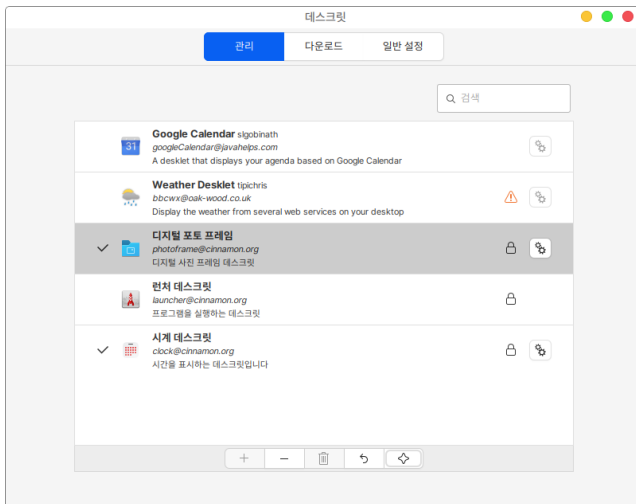 데스크릿
관리 다운로드 일반 설정
검색
31
Google Calendar slgobinath
googleCalendar@javahelps.com
A desklet that displays your agenda based on Google Calendar
Weather Desklet tipichris
bbcwx@oak-wood.co.uk
Display the weather from several web services on your desktop
디지털 포토 프레임
photoframe@cinnamon.org
디지털 사진 프레임 데스크릿
런처 데스크릿
launcher@cinnamon.org
프로그램을 실행하는 데스크릿
시계 데스크릿
clock@cinnamon.org
시간을 표시하는 데스크릿입니다